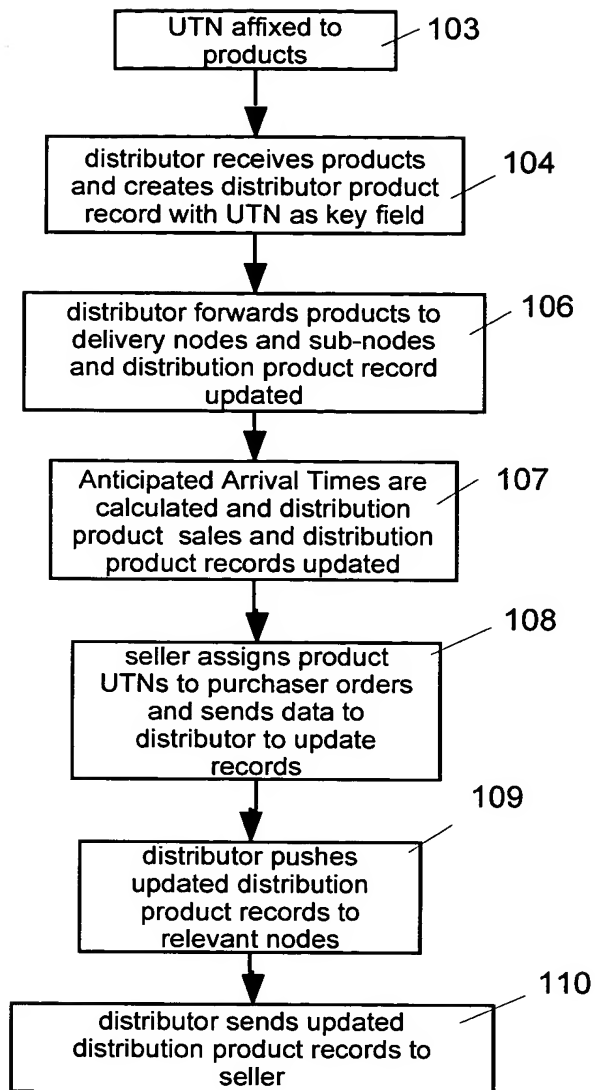 UTN affixed to
products
103
distributor receives products
and creates distributor product
record with UTN as key field
104
distributor forwards products to
delivery nodes and sub-nodes
and distribution product record
updated
106
Anticipated Arrival Times are
calculated and distribution
product sales and distribution
product records updated
107
seller assigns product
UTNs to purchaser orders
and sends data to
distributor to update
records
108
distributor pushes
updated distribution
product records to
relevant nodes
109
distributor sends updated
distribution product records to
seller
110